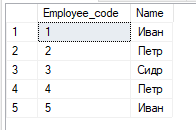 Employee_code Name
1 1 Иван
2 2 Петр
3 3 Сидр
4 4 Петр
5 5 Иван